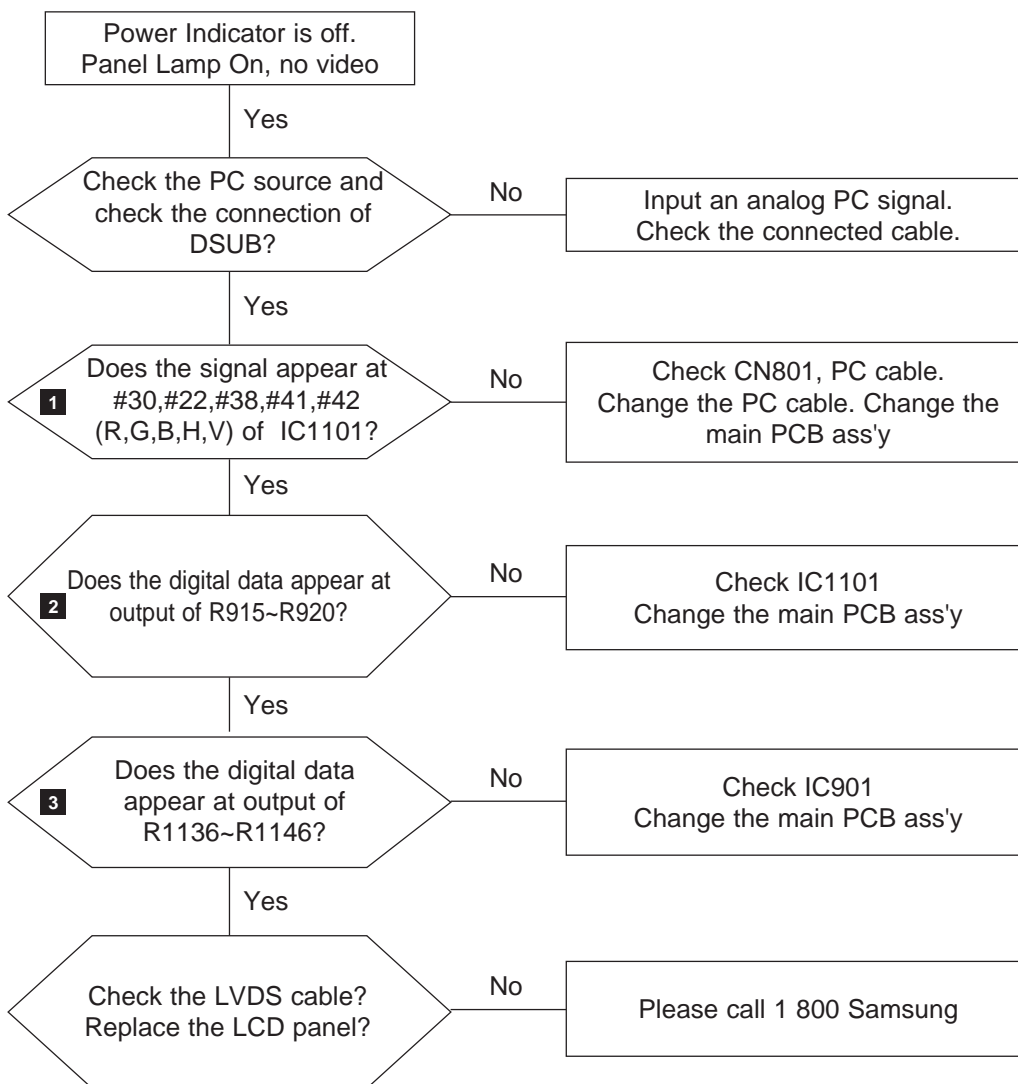 Power Indicator is off.
Panel Lamp On, no video
Yes
Check the PC source and
check the connection of
DSUB?
No
Input an analog PC signal.
Check the connected cable.
Yes
1
Does the signal appear at
#30,#22,#38,#41,#42
(R,G,B,H,V) of IC1101?
No
Check CN801, PC cable.
Change the PC cable. Change the
main PCB ass'y
Yes
2
Does the digital data appear at
output of R915~R920?
No
Check IC1101
Change the main PCB ass'y
Yes
3
Does the digital data
appear at output of
R1136~R1146?
No
Check IC901
Change the main PCB ass'y
Yes
Check the LVDS cable?
Replace the LCD panel?
No
Please call 1 800 Samsung